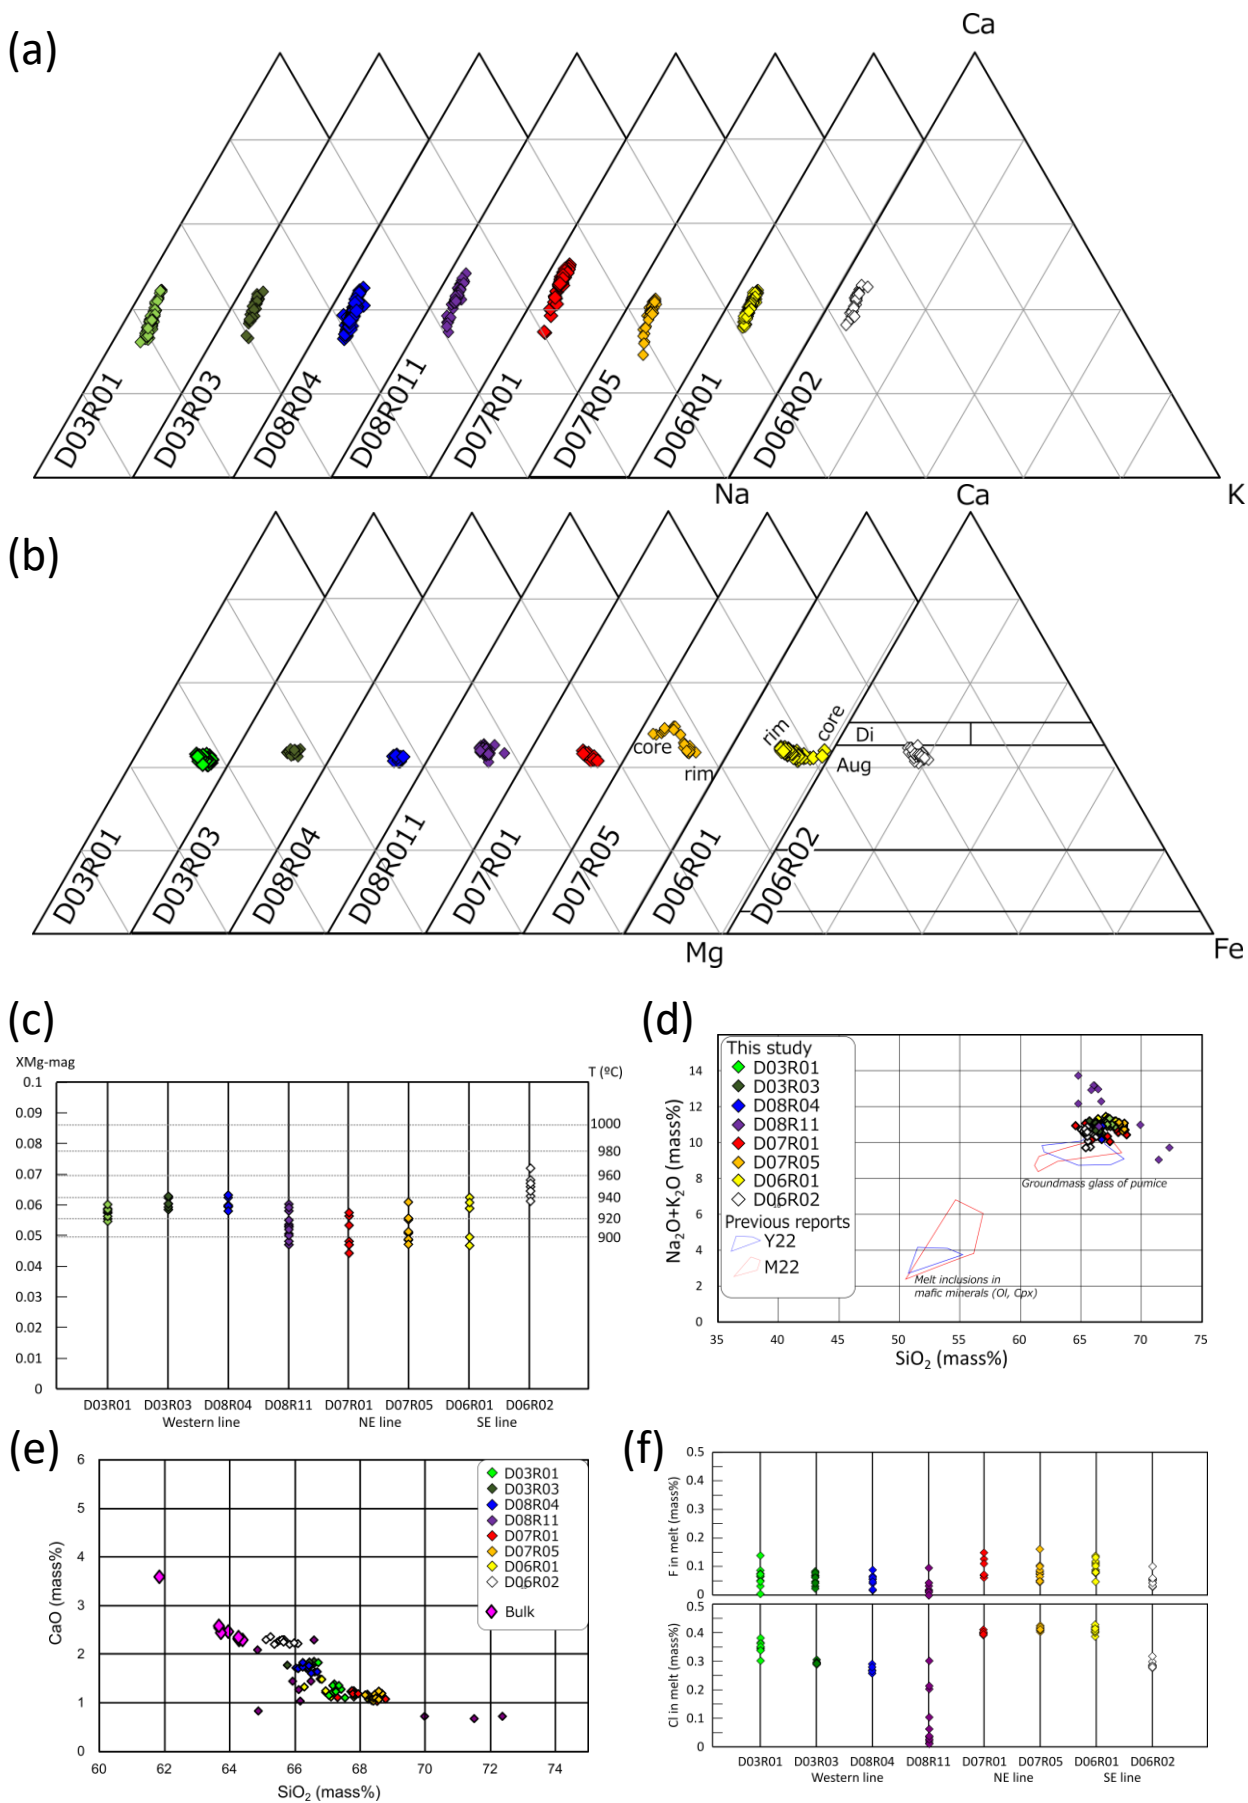 (a)
Ca
D03R01
D03R03
D08R04
D08R011
D07R01
D07R05
D06R01
D06R02
Na
K
(b)
Ca
D03R01
D03R03
D08R04
D08R011
D07R01
D07R05
D06R01
D06R02
core
rim
rim
core
Di
Aug
Mg
Fe
(c)
XMg-mag
T (ºC)
0.1
0.09
0.08
0.07
0.06
0.05
0.04
0.03
0.02
0.01
0
1000
980
960
940
920
900
D03R01 D03R03 D08R04 D08R11 D07R01 D07R05 D06R01 D06R02
Western line NE line SE line
(d)
Na₂O+K₂O (mass%)
14
12
10
8
6
4
2
0
35 40 45 50 55 60 65 70 75
SiO₂ (mass%)
This study
D03R01
D03R03
D08R04
D08R11
D07R01
D07R05
D06R01
D06R02
Previous reports
Y22
M22
Groundmass glass of pumice
Melt inclusions in
mafic minerals (Ol, Cpx)
(e)
CaO (mass%)
6
5
4
3
2
1
0
60 62 64 66 68 70 72 74
SiO₂ (mass%)
D03R01
D03R03
D08R04
D08R11
D07R01
D07R05
D06R01
D06R02
Bulk
(f)
F in melt (mass%)
0.5
0.4
0.3
0.2
0.1
0
Cl in melt (mass%)
0.5
0.4
0.3
0.2
0.1
0
D03R01 D03R03 D08R04 D08R11 D07R01 D07R05 D06R01 D06R02
Western line NE line SE line